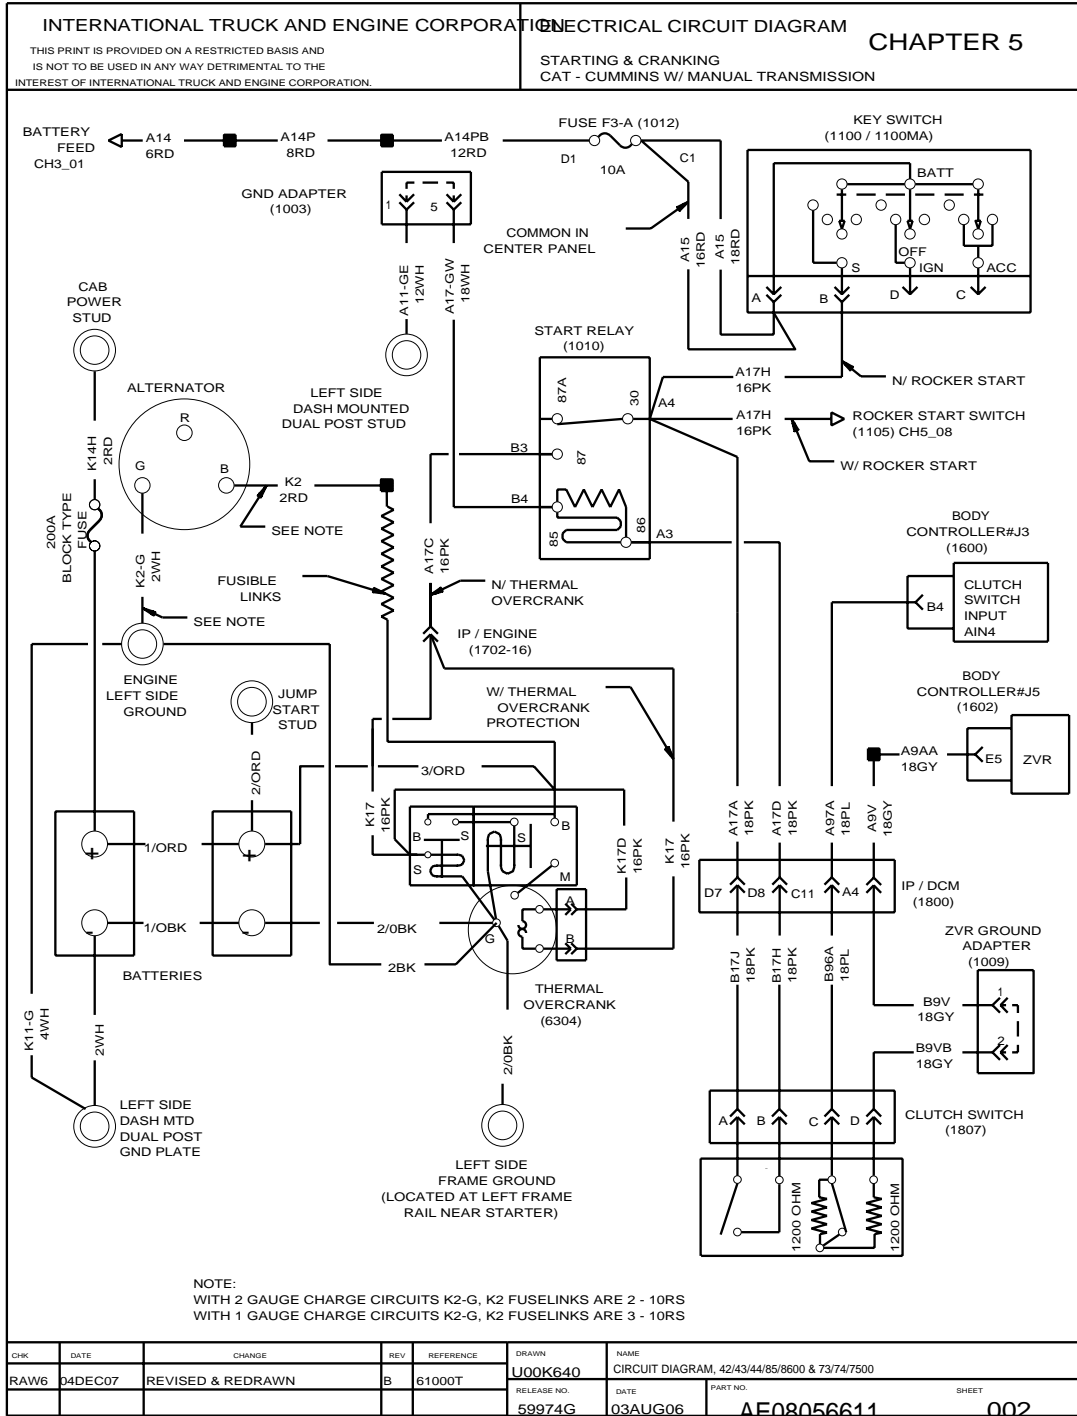 INTERNATIONAL TRUCK AND ENGINE CORPORATION
THIS PRINT IS PROVIDED ON A RESTRICTED BASIS AND
IS NOT TO BE USED IN ANY WAY DETRIMENTAL TO THE
INTEREST OF INTERNATIONAL TRUCK AND ENGINE CORPORATION.
ELECTRICAL CIRCUIT DIAGRAM
CHAPTER 5
STARTING & CRANKING
CAT - CUMMINS W/ MANUAL TRANSMISSION
BATTERY
FEED
CH3_01
A14
6RD
A14P
8RD
A14PB
12RD
FUSE F3-A (1012)
D1
10A
C1
KEY SWITCH
(1100 / 1100MA)
BATT
OFF
S
IGN
ACC
A
B
D
C
GND ADAPTER
(1003)
1
5
COMMON IN
CENTER PANEL
A15
16RD
A15
18RD
A11-GE
12WH
A17-GW
18WH
CAB
POWER
STUD
START RELAY
(1010)
87A
30
A4
A17H
16PK
N/ ROCKER START
A17H
16PK
ROCKER START SWITCH
(1105) CH5_08
W/ ROCKER START
LEFT SIDE
DASH MOUNTED
DUAL POST STUD
ALTERNATOR
R
G
B
K14H
2RD
K2
2RD
SEE NOTE
B3
87
B4
85
86
A3
200A
BLOCK TYPE
FUSE
K2-G
2WH
SEE NOTE
FUSIBLE
LINKS
A17C
16PK
N/ THERMAL
OVERCRANK
BODY
CONTROLLER#J3
(1600)
B4
CLUTCH
SWITCH
INPUT
AIN4
IP / ENGINE
(1702-16)
ENGINE
LEFT SIDE
GROUND
JUMP
START
STUD
W/ THERMAL
OVERCRANK
PROTECTION
BODY
CONTROLLER#J5
(1602)
A9AA
18GY
E5
ZVR
2/ORD
3/ORD
K17
16PK
B
S
S
S
B
M
K17D
16PK
K17
16PK
A17A
18PK
A17D
18PK
A97A
18PL
A9V
18GY
+
1/ORD
+
D7
D8
C11
A4
IP / DCM
(1800)
-
1/OBK
-
2/0BK
G
A
B
2BK
BATTERIES
THERMAL
OVERCRANK
(6304)
B17J
18PK
B17H
18PK
B96A
18PL
ZVR GROUND
ADAPTER
(1009)
1
2
B9V
18GY
B9VB
18GY
K11-G
4WH
2WH
2/0BK
LEFT SIDE
DASH MTD
DUAL POST
GND PLATE
LEFT SIDE
FRAME GROUND
(LOCATED AT LEFT FRAME
RAIL NEAR STARTER)
A
B
C
D
CLUTCH SWITCH
(1807)
1200 OHM
1200 OHM
NOTE:
WITH 2 GAUGE CHARGE CIRCUITS K2-G, K2 FUSELINKS ARE 2 - 10RS
WITH 1 GAUGE CHARGE CIRCUITS K2-G, K2 FUSELINKS ARE 3 - 10RS
CHK DATE CHANGE REV REFERENCE
RAW6 04DEC07 REVISED & REDRAWN B 61000T
DRAWN
U00K640
NAME
CIRCUIT DIAGRAM, 42/43/44/85/8600 & 73/74/7500
RELEASE NO.
59974G
DATE
03AUG06
PART NO.
AE08056611
SHEET
002